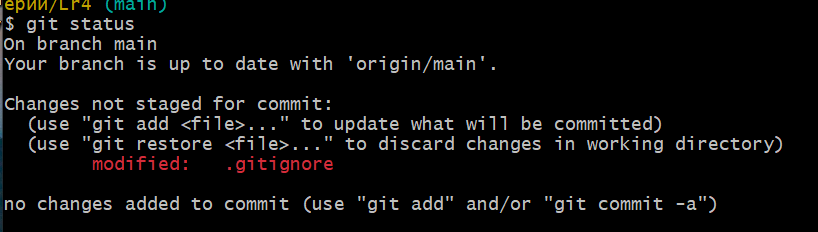 ерии/Lr4 (main)
$ git status
On branch main
Your branch is up to date with 'origin/main'.
Changes not staged for commit:
(use "git add <file>..." to update what will be committed)
(use "git restore <file>..." to discard changes in working directory)
modified: .gitignore
no changes added to commit (use "git add" and/or "git commit -a")